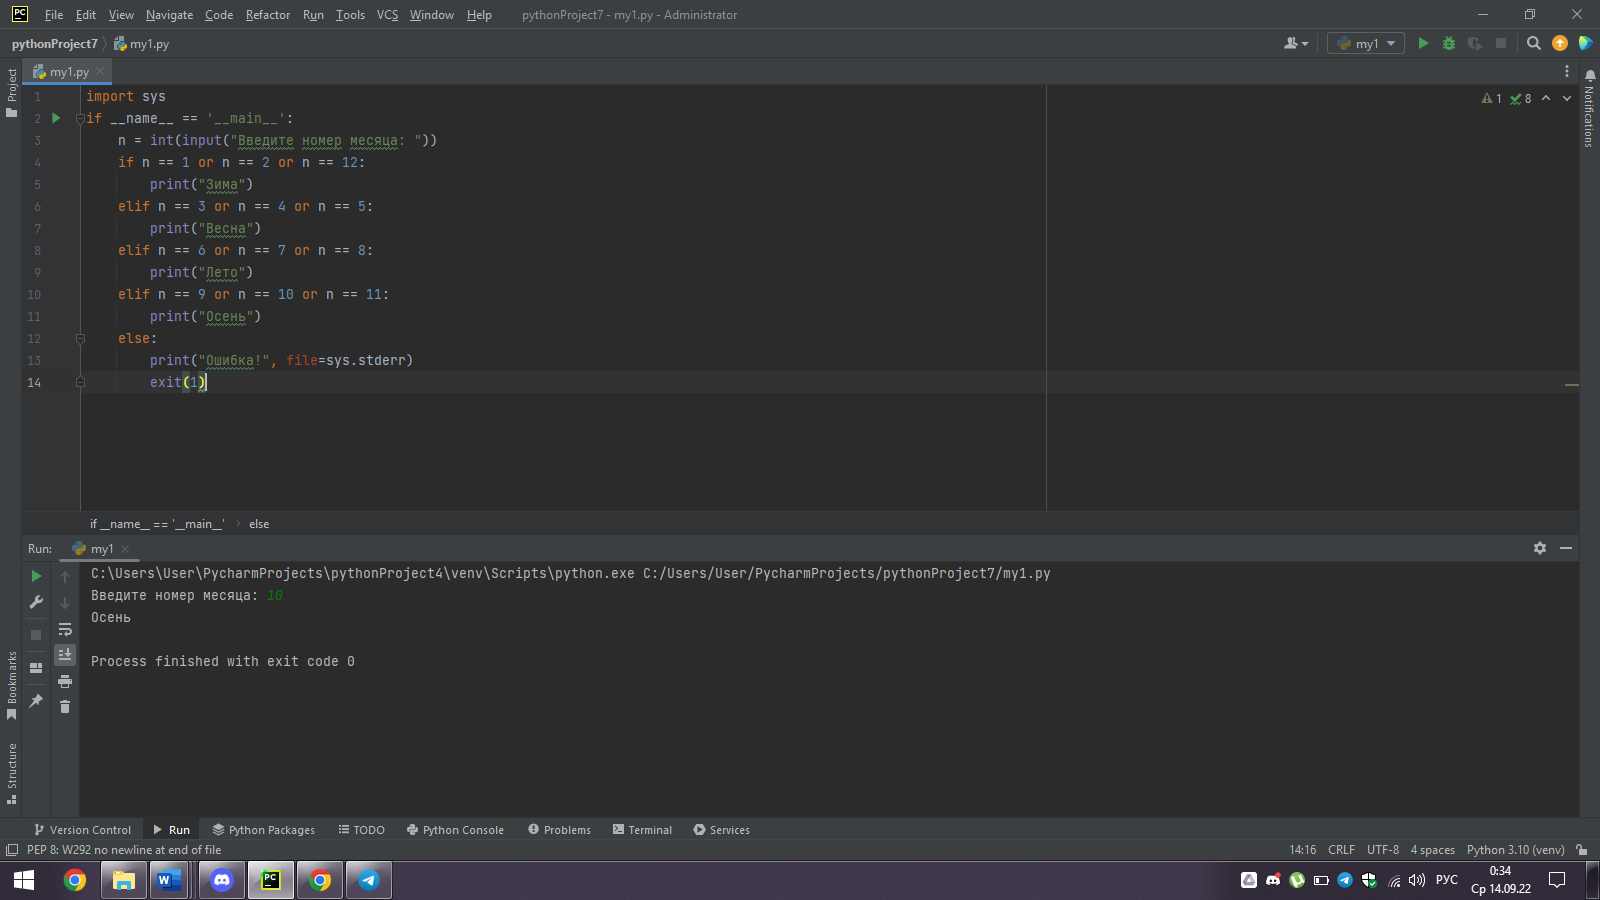 PC File Edit View Navigate Code Refactor Run Tools VCS Window Help pythonProject7 - my1.py - Administrator
pythonProject7 my1.py my1
Project my1.py Notifications
1 import sys 1 8
2 if __name__ == '__main__':
3 n = int(input("Введите номер месяца: "))
4 if n == 1 or n == 2 or n == 12:
5 print("Зима")
6 elif n == 3 or n == 4 or n == 5:
7 print("Весна")
8 elif n == 6 or n == 7 or n == 8:
9 print("Лето")
10 elif n == 9 or n == 10 or n == 11:
11 print("Осень")
12 else:
13 print("Ошибка!", file=sys.stderr)
14 exit(1)
if __name__ == '__main__' › else
Run: my1
C:\Users\User\PycharmProjects\pythonProject4\venv\Scripts\python.exe C:/Users/User/PycharmProjects/pythonProject7/my1.py
Введите номер месяца: 10
Осень
Process finished with exit code 0
Bookmarks
Structure
Version Control Run Python Packages TODO Python Console Problems Terminal Services
PEP 8: W292 no newline at end of file 14:16 CRLF UTF-8 4 spaces Python 3.10 (venv)
W PC РУС 0:34
Ср 14.09.22